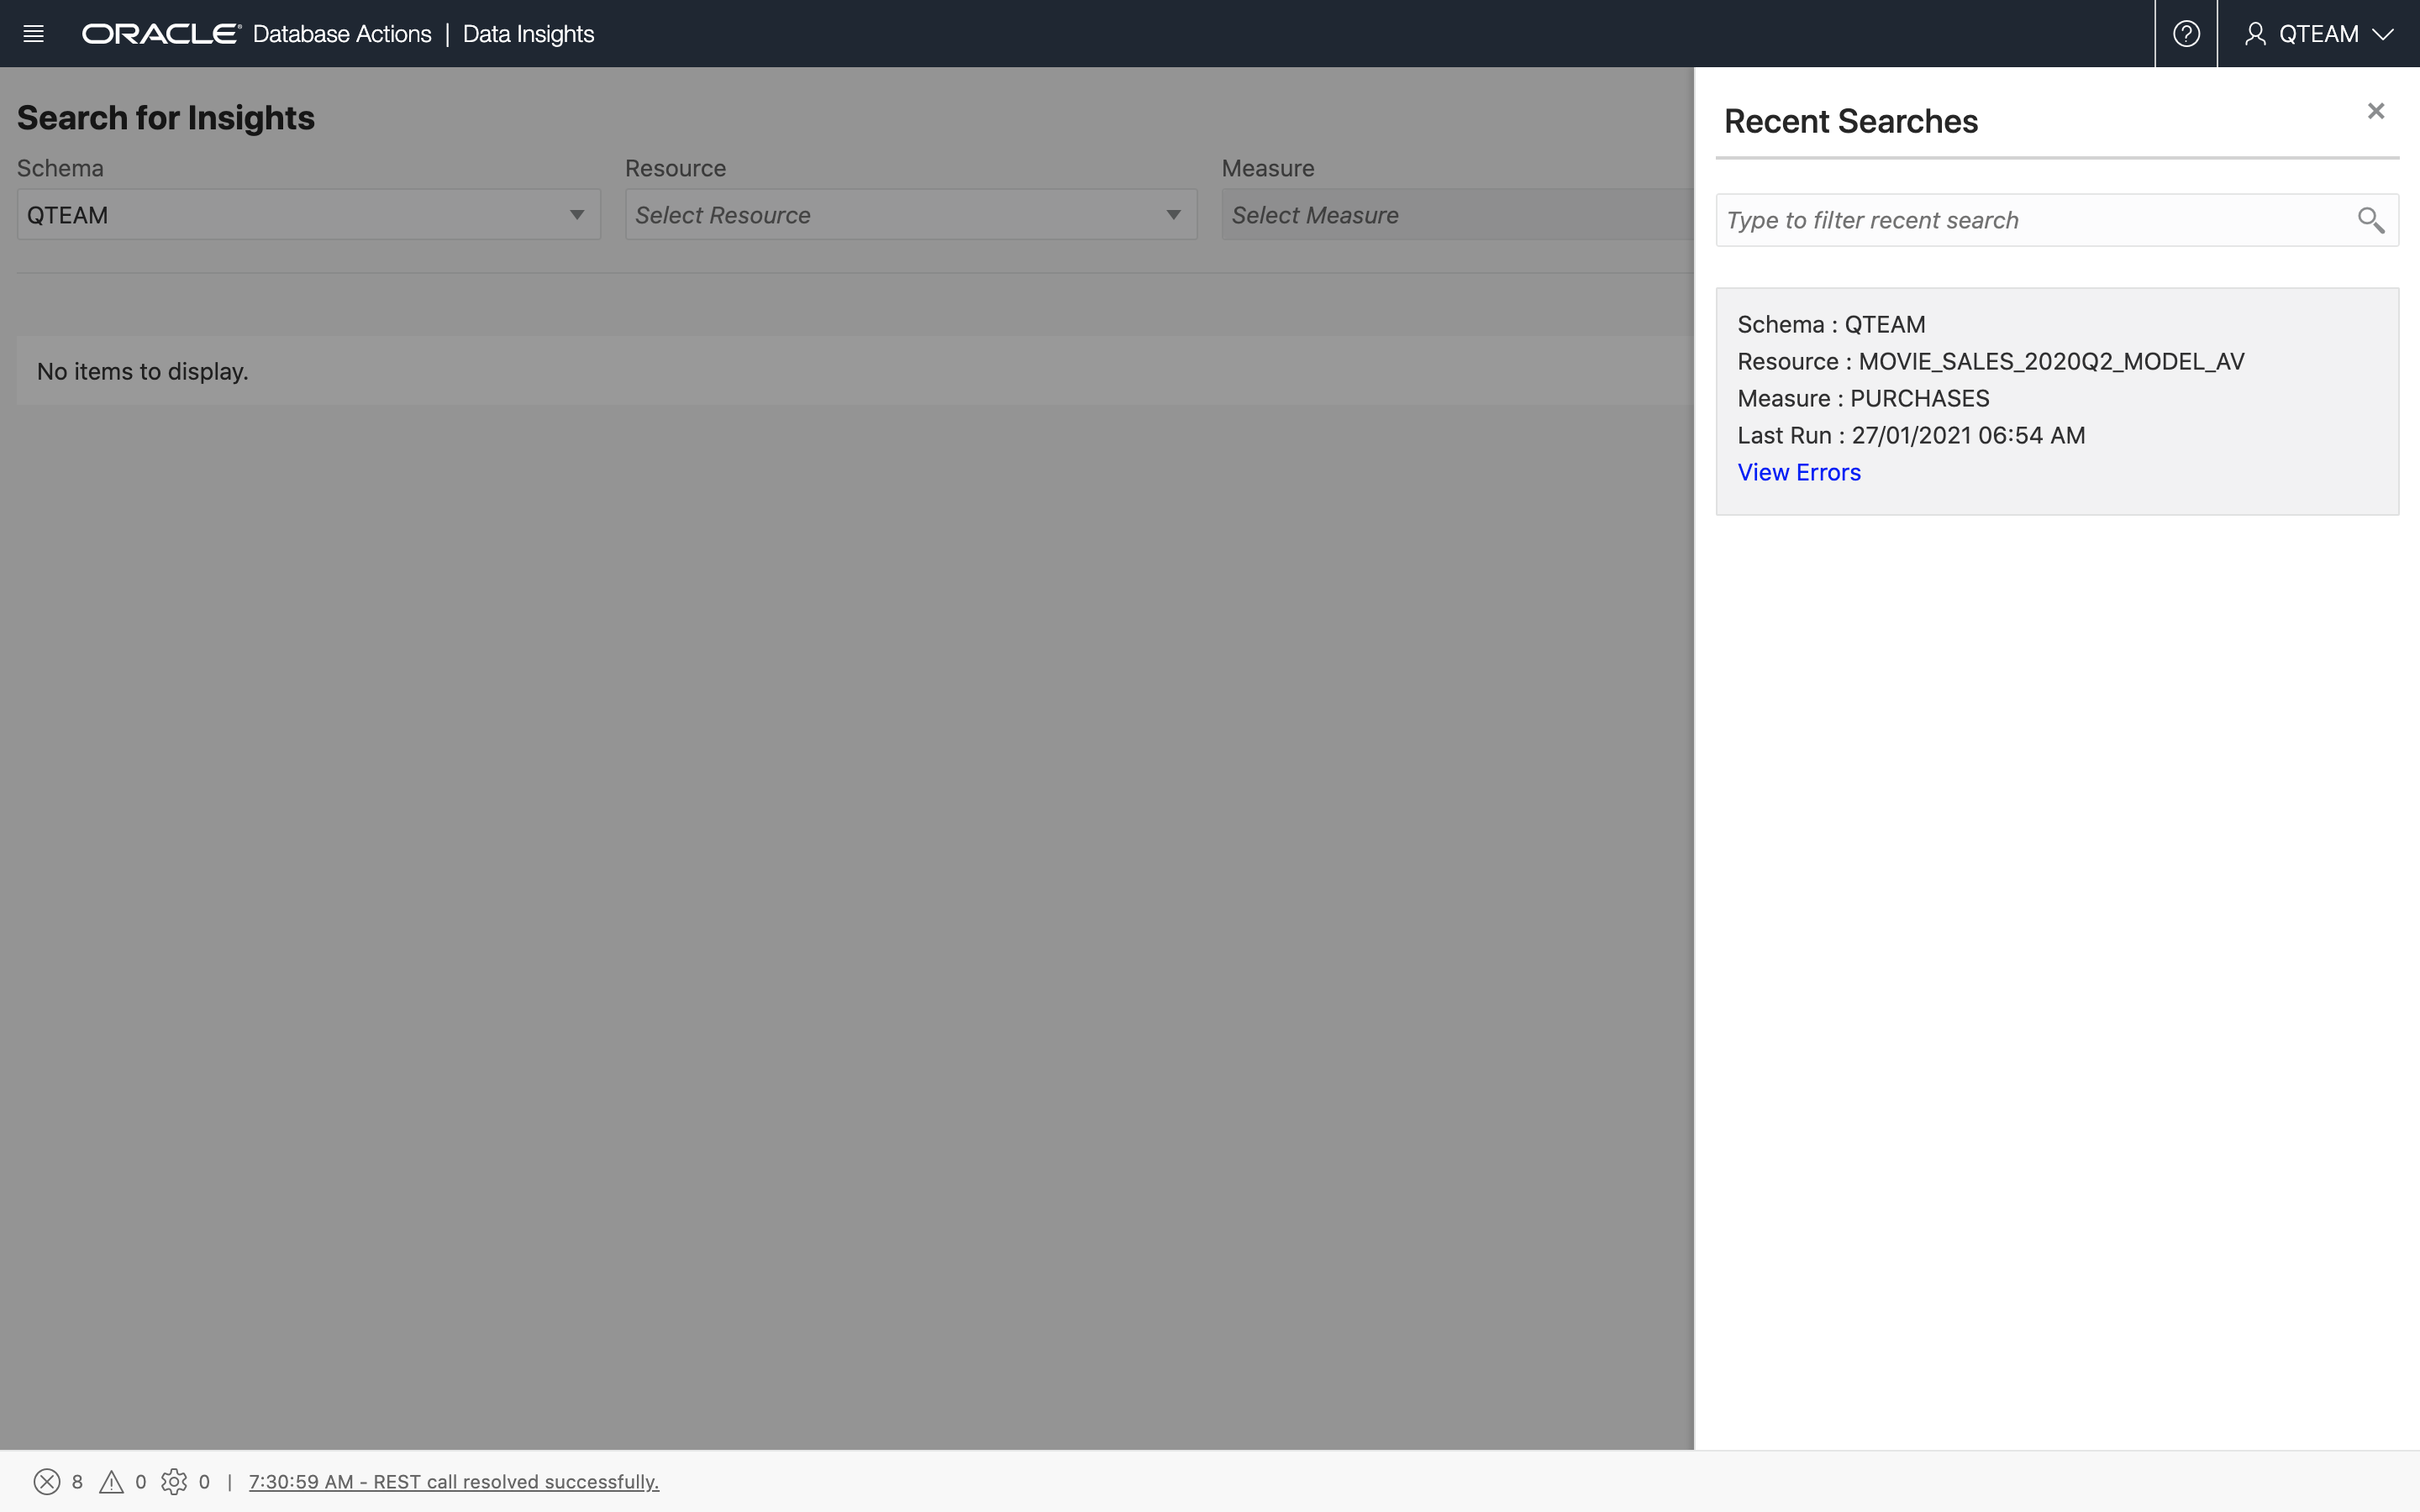 ORACLE Database Actions | Data Insights
QTEAM
Search for Insights
Schema
Resource
Measure
QTEAM
Select Resource
Select Measure
No items to display.
Recent Searches
Type to filter recent search
Schema : QTEAM
Resource : MOVIE_SALES_2020Q2_MODEL_AV
Measure : PURCHASES
Last Run : 27/01/2021 06:54 AM
View Errors
8 0 0 | 7:30:59 AM - REST call resolved successfully.